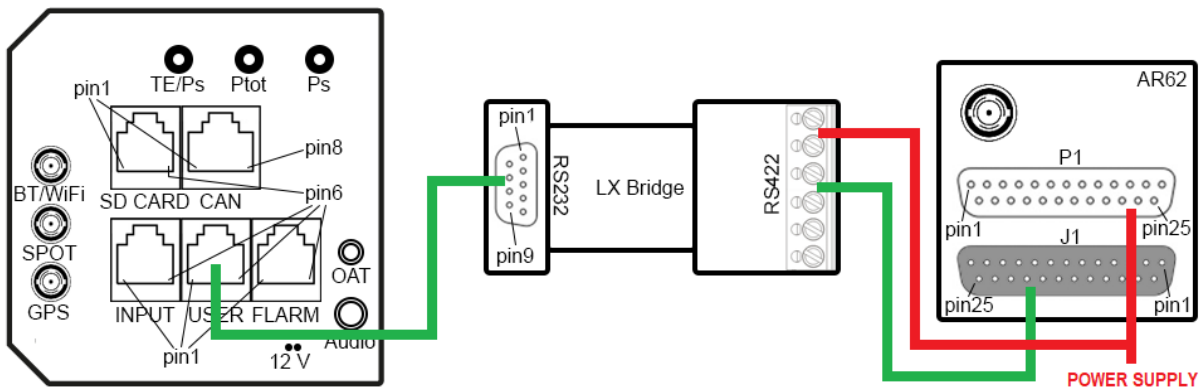 TE/Ps Ptot Ps
pin1
pin8
BT/WiFi
SD CARD CAN
pin6
SPOT
GPS
OAT
INPUT USER FLARM
pin1
Audio
12 V
pin1
RS232
pin9
LX Bridge
RS422
AR62
P1
pin1
pin25
J1
pin25
pin1
POWER SUPPLY